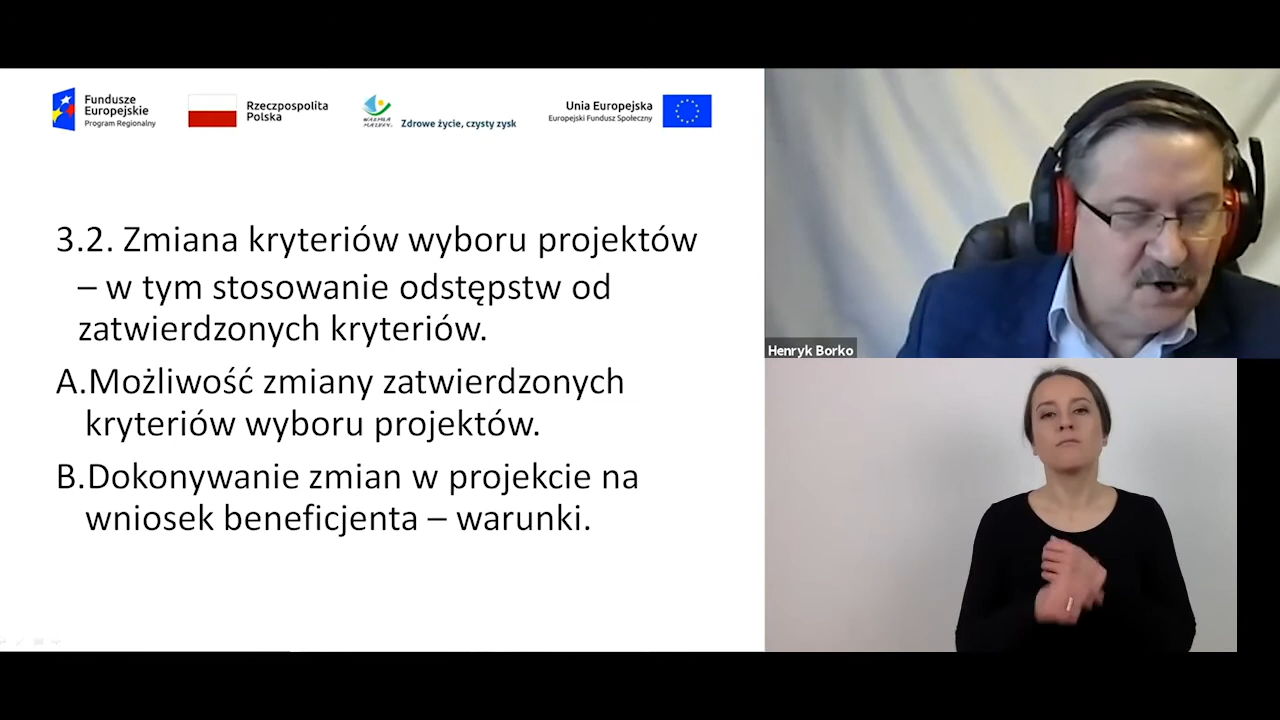 Fundusze
Europejskie
Program Regionalny
Rzeczpospolita
Polska
Zdrowe życie, czysty zysk
Unia Europejska
Europejski Fundusz Społeczny
3.2. Zmiana kryteriów wyboru projektów
– w tym stosowanie odstępstw od
zatwierdzonych kryteriów.
A.Możliwość zmiany zatwierdzonych
kryteriów wyboru projektów.
B.Dokonywanie zmian w projekcie na
wniosek beneficjenta – warunki.
Henryk Borko